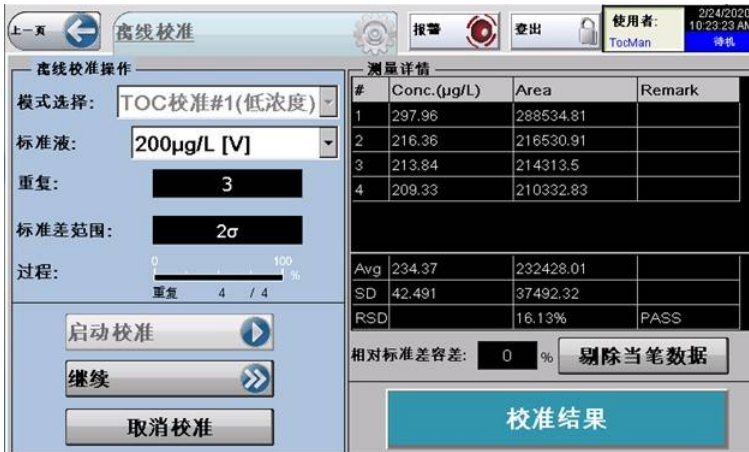 上一页 离线校准 报警 登出 使用者: TocMan 2/24/2020 10:23:23 AM 待机
离线校准操作
模式选择: TOC校准#1(低浓度)
标准液: 200μg/L [V]
重复: 3
标准差范围: 2σ
过程: 0 100 %
重复 4 / 4
启动校准
继续
取消校准
测量详情
# Conc.(μg/L) Area Remark
1 297.96 288534.81
2 216.36 216530.91
3 213.84 214313.5
4 209.33 210332.83
Avg 234.37 232428.01
SD 42.491 37492.32
RSD 16.13% PASS
相对标准差容差: 0 % 剔除当笔数据
校准结果